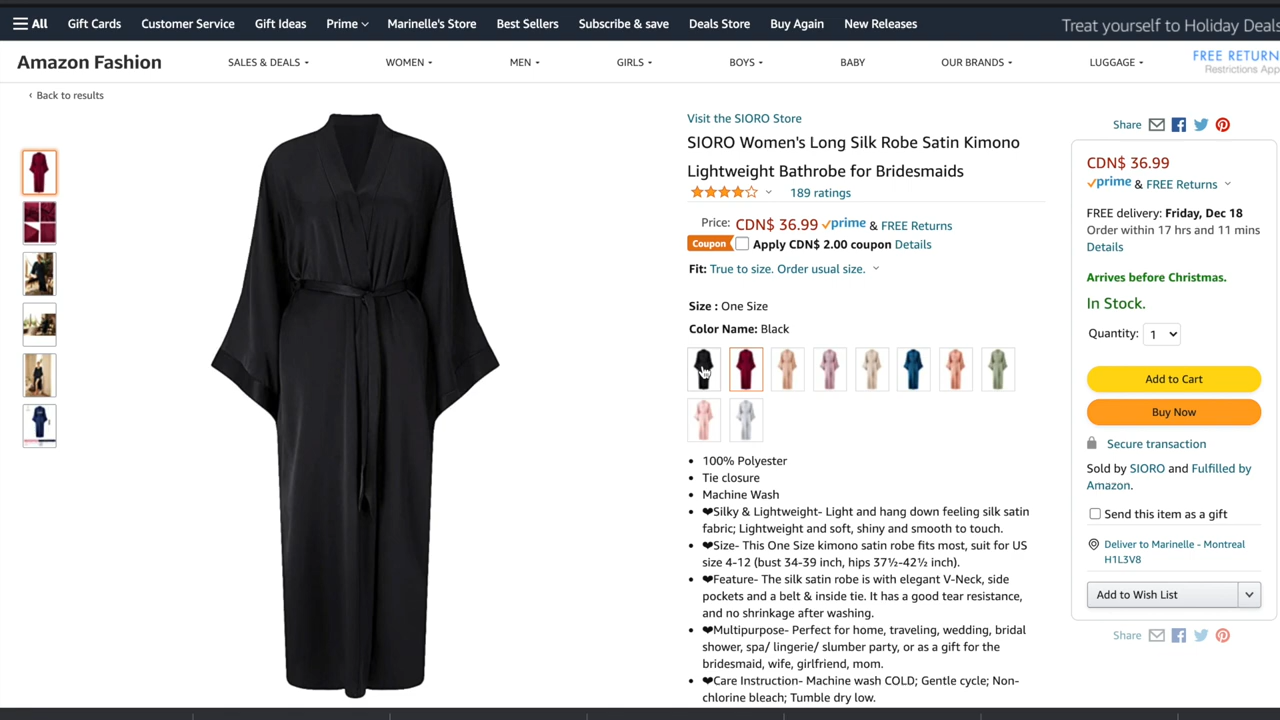 All Gift Cards Customer Service Gift Ideas Prime Marinelle's Store Best Sellers Subscribe & save Deals Store Buy Again New Releases Treat yourself to Holiday Deals
Amazon Fashion SALES & DEALS WOMEN MEN GIRLS BOYS BABY OUR BRANDS LUGGAGE
FREE RETURN
Restrictions App
‹ Back to results
Visit the SIORO Store
SIORO Women's Long Silk Robe Satin Kimono
Lightweight Bathrobe for Bridesmaids
189 ratings
Price: CDN$ 36.99 prime & FREE Returns
Coupon Apply CDN$ 2.00 coupon Details
Fit: True to size. Order usual size.
Size : One Size
Color Name: Black
• 100% Polyester
• Tie closure
• Machine Wash
• ❤Silky & Lightweight- Light and hang down feeling silk satin
fabric; Lightweight and soft, shiny and smooth to touch.
• ❤Size- This One Size kimono satin robe fits most, suit for US
size 4-12 (bust 34-39 inch, hips 37½-42½ inch).
• ❤Feature- The silk satin robe is with elegant V-Neck, side
pockets and a belt & inside tie. It has a good tear resistance,
and no shrinkage after washing.
• ❤Multipurpose- Perfect for home, traveling, wedding, bridal
shower, spa/ lingerie/ slumber party, or as a gift for the
bridesmaid, wife, girlfriend, mom.
• ❤Care Instruction- Machine wash COLD; Gentle cycle; Non-
chlorine bleach; Tumble dry low.
Share
CDN$ 36.99
prime & FREE Returns
FREE delivery: Friday, Dec 18
Order within 17 hrs and 11 mins
Details
Arrives before Christmas.
In Stock.
Quantity: 1
Add to Cart
Buy Now
Secure transaction
Sold by SIORO and Fulfilled by
Amazon.
Send this item as a gift
Deliver to Marinelle - Montreal
H1L3V8
Add to Wish List
Share